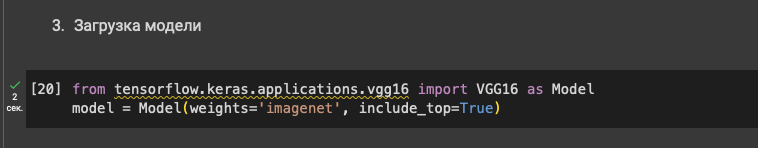 3. Загрузка модели
[20] from tensorflow.keras.applications.vgg16 import VGG16 as Model
2
сек.
model = Model(weights='imagenet', include_top=True)